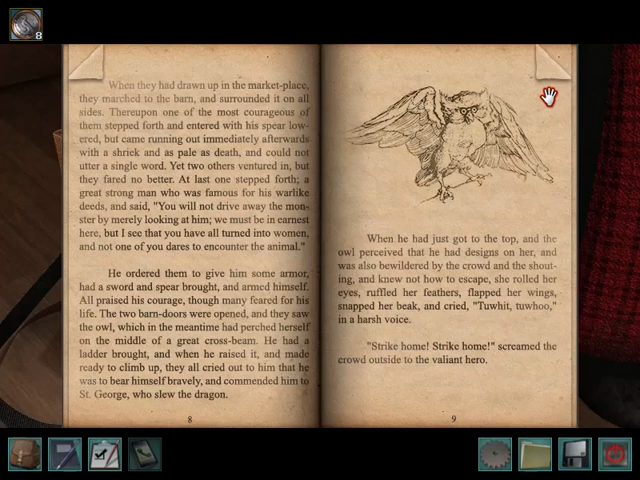 8
When they had drawn up in the market-place,
they marched to the barn, and surrounded it on all
sides. Thereupon one of the most courageous of
them stepped forth and entered with his spear low-
ered, but came running out immediately afterwards
with a shriek and as pale as death, and could not
utter a single word. Yet two others ventured in, but
they fared no better. At last one stepped forth; a
great strong man who was famous for his warlike
deeds, and said, "You will not drive away the mon-
ster by merely looking at him; we must be in earnest
here, but I see that you have all turned into women,
and not one of you dares to encounter the animal."
He ordered them to give him some armor,
had a sword and spear brought, and armed himself.
All praised his courage, though many feared for his
life. The two barn-doors were opened, and they saw
the owl, which in the meantime had perched herself
on the middle of a great cross-beam. He had a
ladder brought, and when he raised it, and made
ready to climb up, they all cried out to him that he
was to bear himself bravely, and commended him to
St. George, who slew the dragon.
8
When he had just got to the top, and the
owl perceived that he had designs on her, and
was also bewildered by the crowd and the shout-
ing, and knew not how to escape, she rolled her
eyes, ruffled her feathers, flapped her wings,
snapped her beak, and cried, "Tuwhit, tuwhoo,"
in a harsh voice.
"Strike home! Strike home!" screamed the
crowd outside to the valiant hero.
9